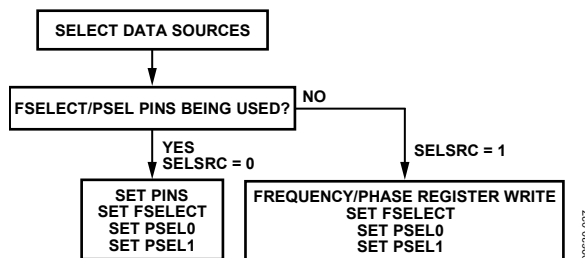 SELECT DATA SOURCES
FSELECT/PSEL PINS BEING USED?
NO
YES
SELSRC = 0
SELSRC = 1
SET PINS
SET FSELECT
SET PSEL0
SET PSEL1
FREQUENCY/PHASE REGISTER WRITE
SET FSELECT
SET PSEL0
SET PSEL1